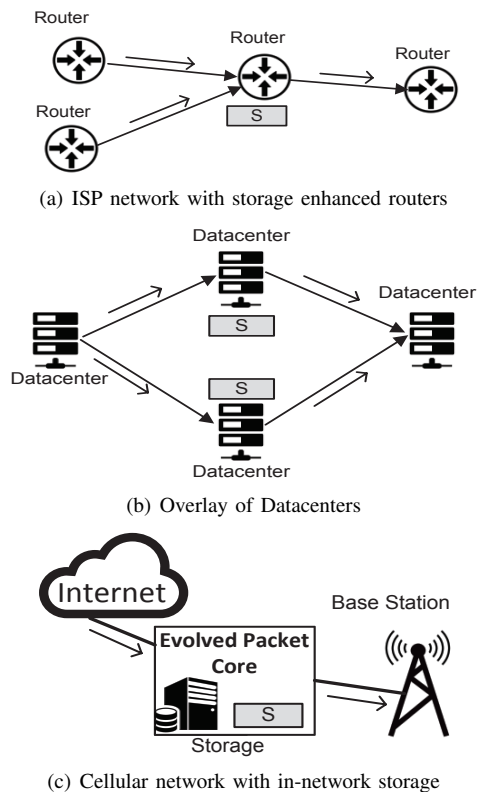 Router
Router
Router
Router
S
(a) ISP network with storage enhanced routers
Datacenter
Datacenter
S
Datacenter
S
Datacenter
(b) Overlay of Datacenters
Internet
Base Station
Evolved Packet
Core
S
Storage
(c) Cellular network with in-network storage